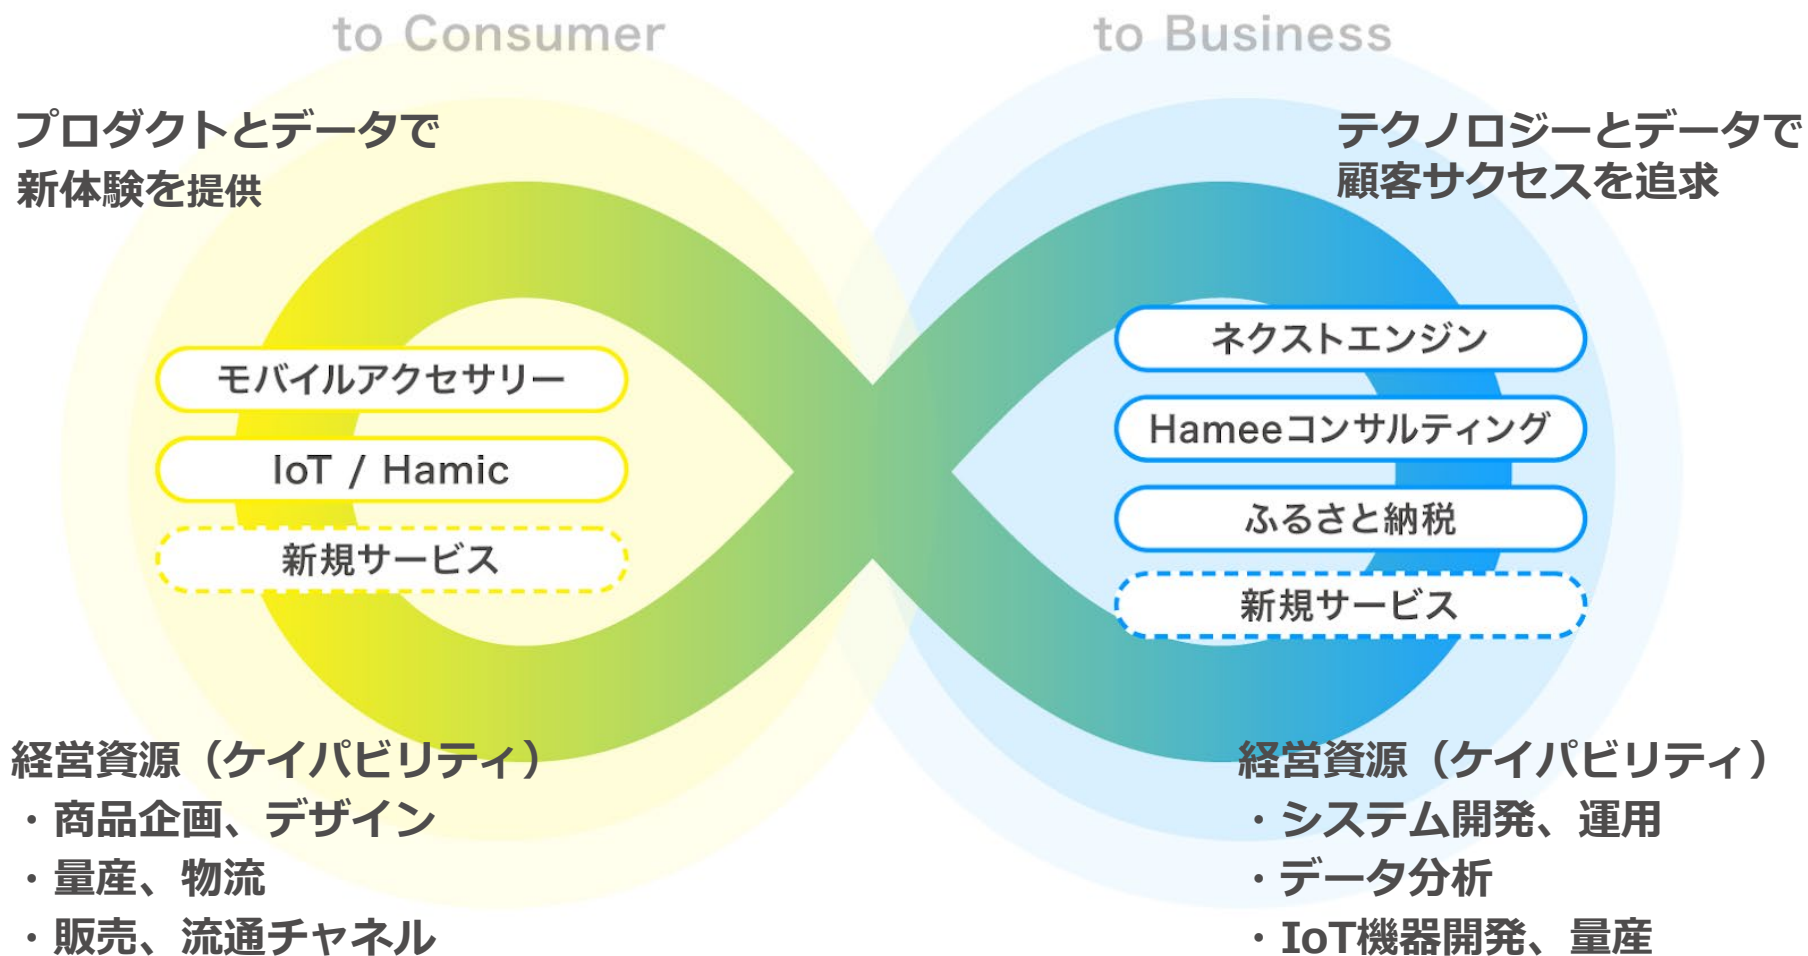 to Consumer
プロダクトとデータで
新体験を提供
モバイルアクセサリー
IoT / Hamic
新規サービス
経営資源（ケイパビリティ）
・商品企画、デザイン
・量産、物流
・販売、流通チャネル
to Business
テクノロジーとデータで
顧客サクセスを追求
ネクストエンジン
Hameeコンサルティング
ふるさと納税
新規サービス
経営資源（ケイパビリティ）
・システム開発、運用
・データ分析
・IoT機器開発、量産